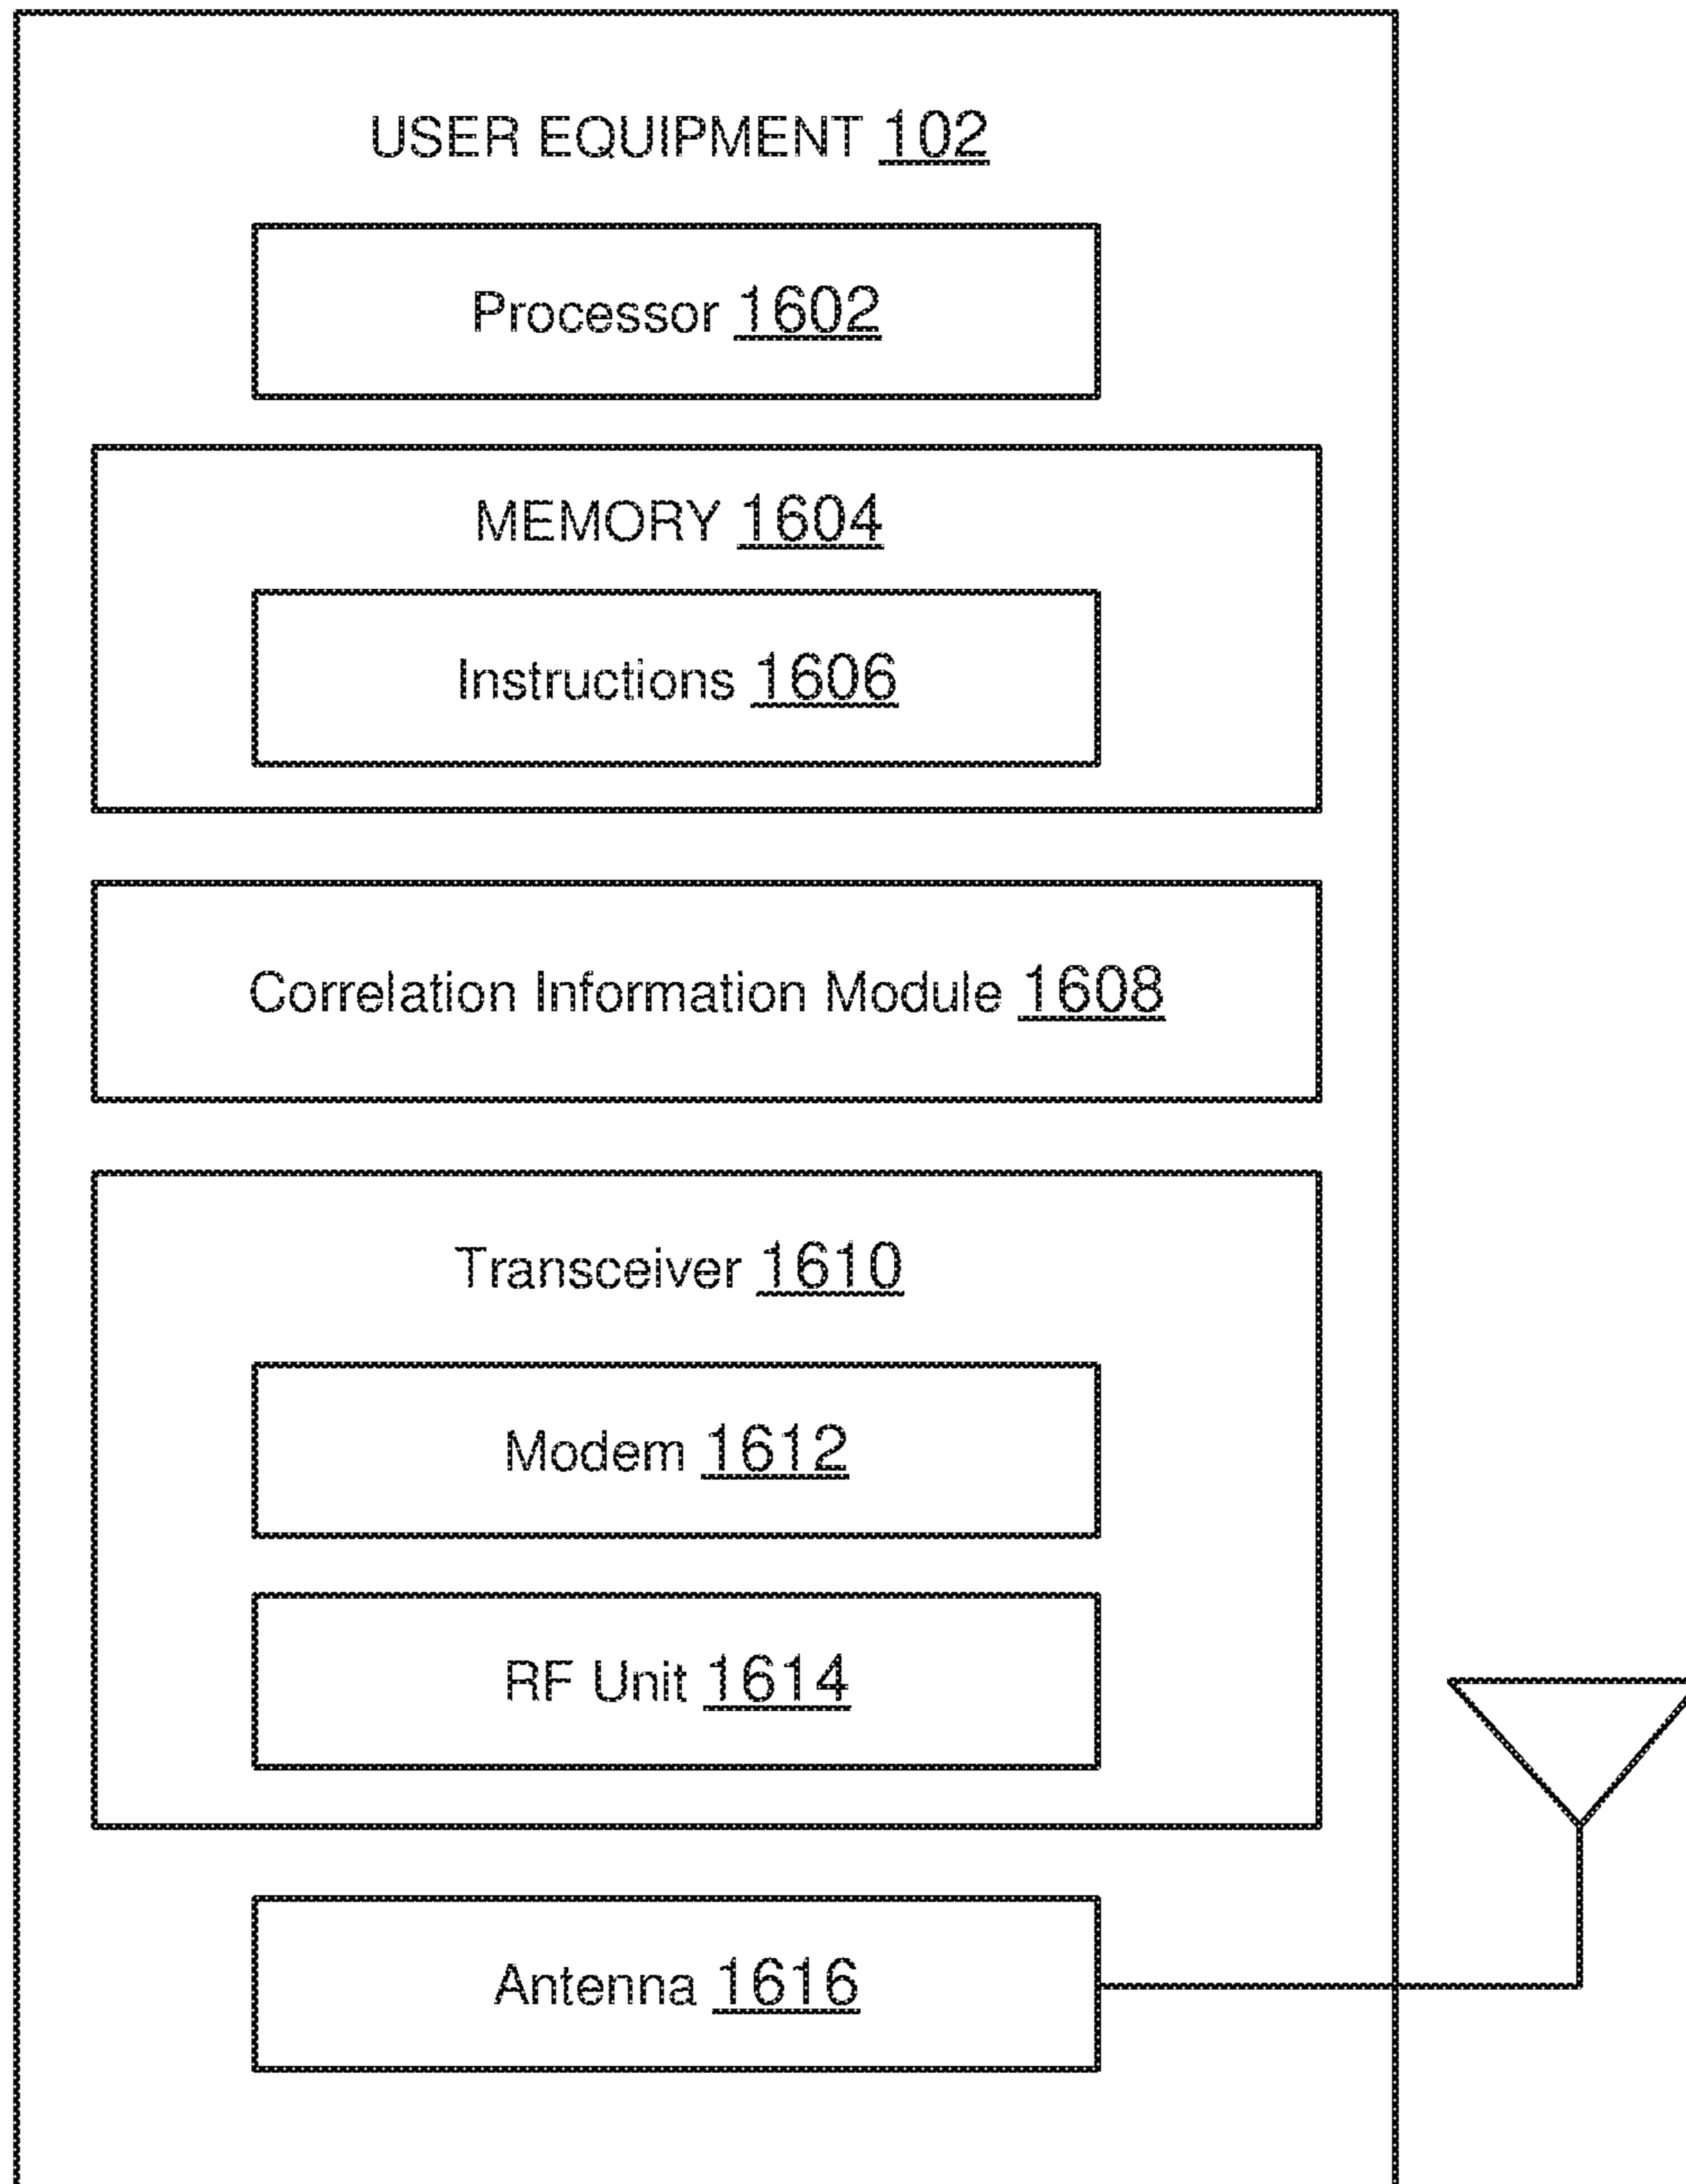 USER EQUIPMENT 102
Processor 1602
MEMORY 1604
Instructions 1606
Correlation Information Module 1608
Transceiver 1610
Modem 1612
RF Unit 1614
Antenna 1616